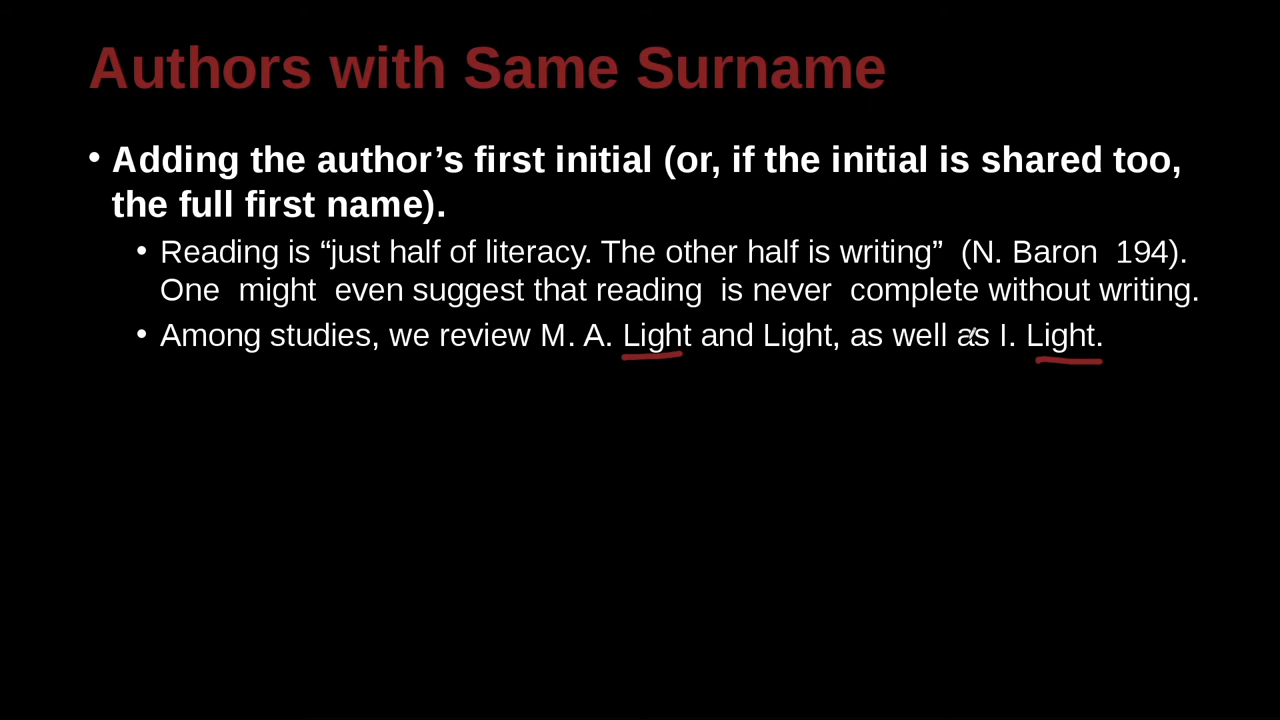 Authors with Same Surname
• Adding the author’s first initial (or, if the initial is shared too,
the full first name).
• Reading is “just half of literacy. The other half is writing” (N. Baron 194).
One might even suggest that reading is never complete without writing.
• Among studies, we review M. A. Light and Light, as well as I. Light.